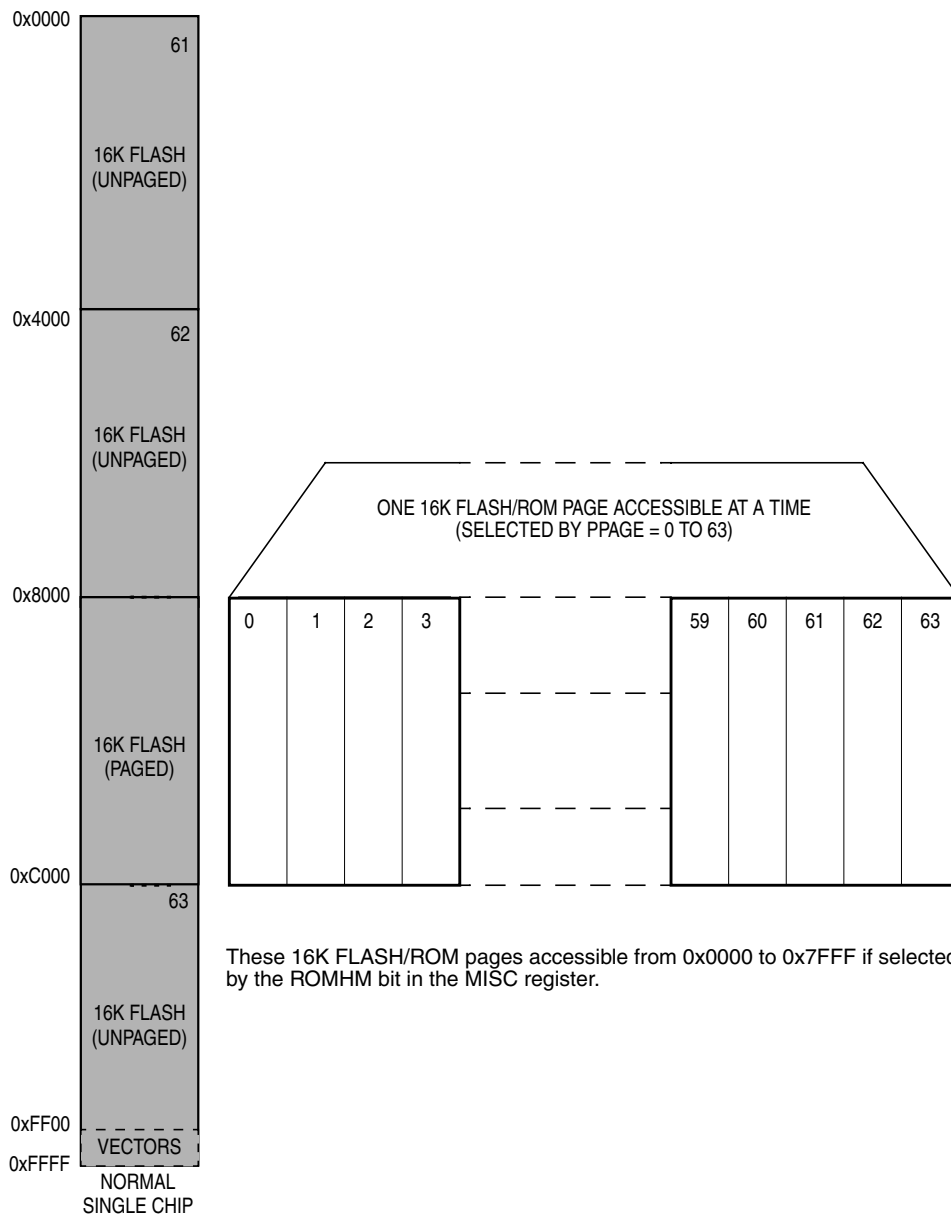 0x0000
61
16K FLASH
(UNPAGED)
0x4000
62
16K FLASH
(UNPAGED)
ONE 16K FLASH/ROM PAGE ACCESSIBLE AT A TIME
(SELECTED BY PPAGE = 0 TO 63)
0x8000
0 1 2 3 59 60 61 62 63
16K FLASH
(PAGED)
0xC000
63
These 16K FLASH/ROM pages accessible from 0x0000 to 0x7FFF if selected
by the ROMHM bit in the MISC register.
16K FLASH
(UNPAGED)
0xFF00
VECTORS
0xFFFF
NORMAL
SINGLE CHIP